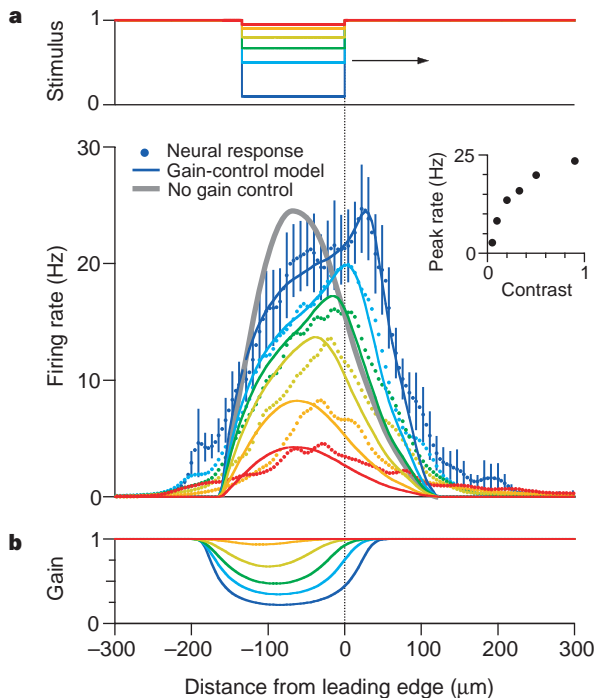 a
Stimulus
1
0
30
20
10
0
Firing rate (Hz)
Neural response
Gain-control model
No gain control
25
0
Peak rate (Hz)
0
1
Contrast
b
Gain
1
0
−300
−200
−100
0
100
200
300
Distance from leading edge (μm)